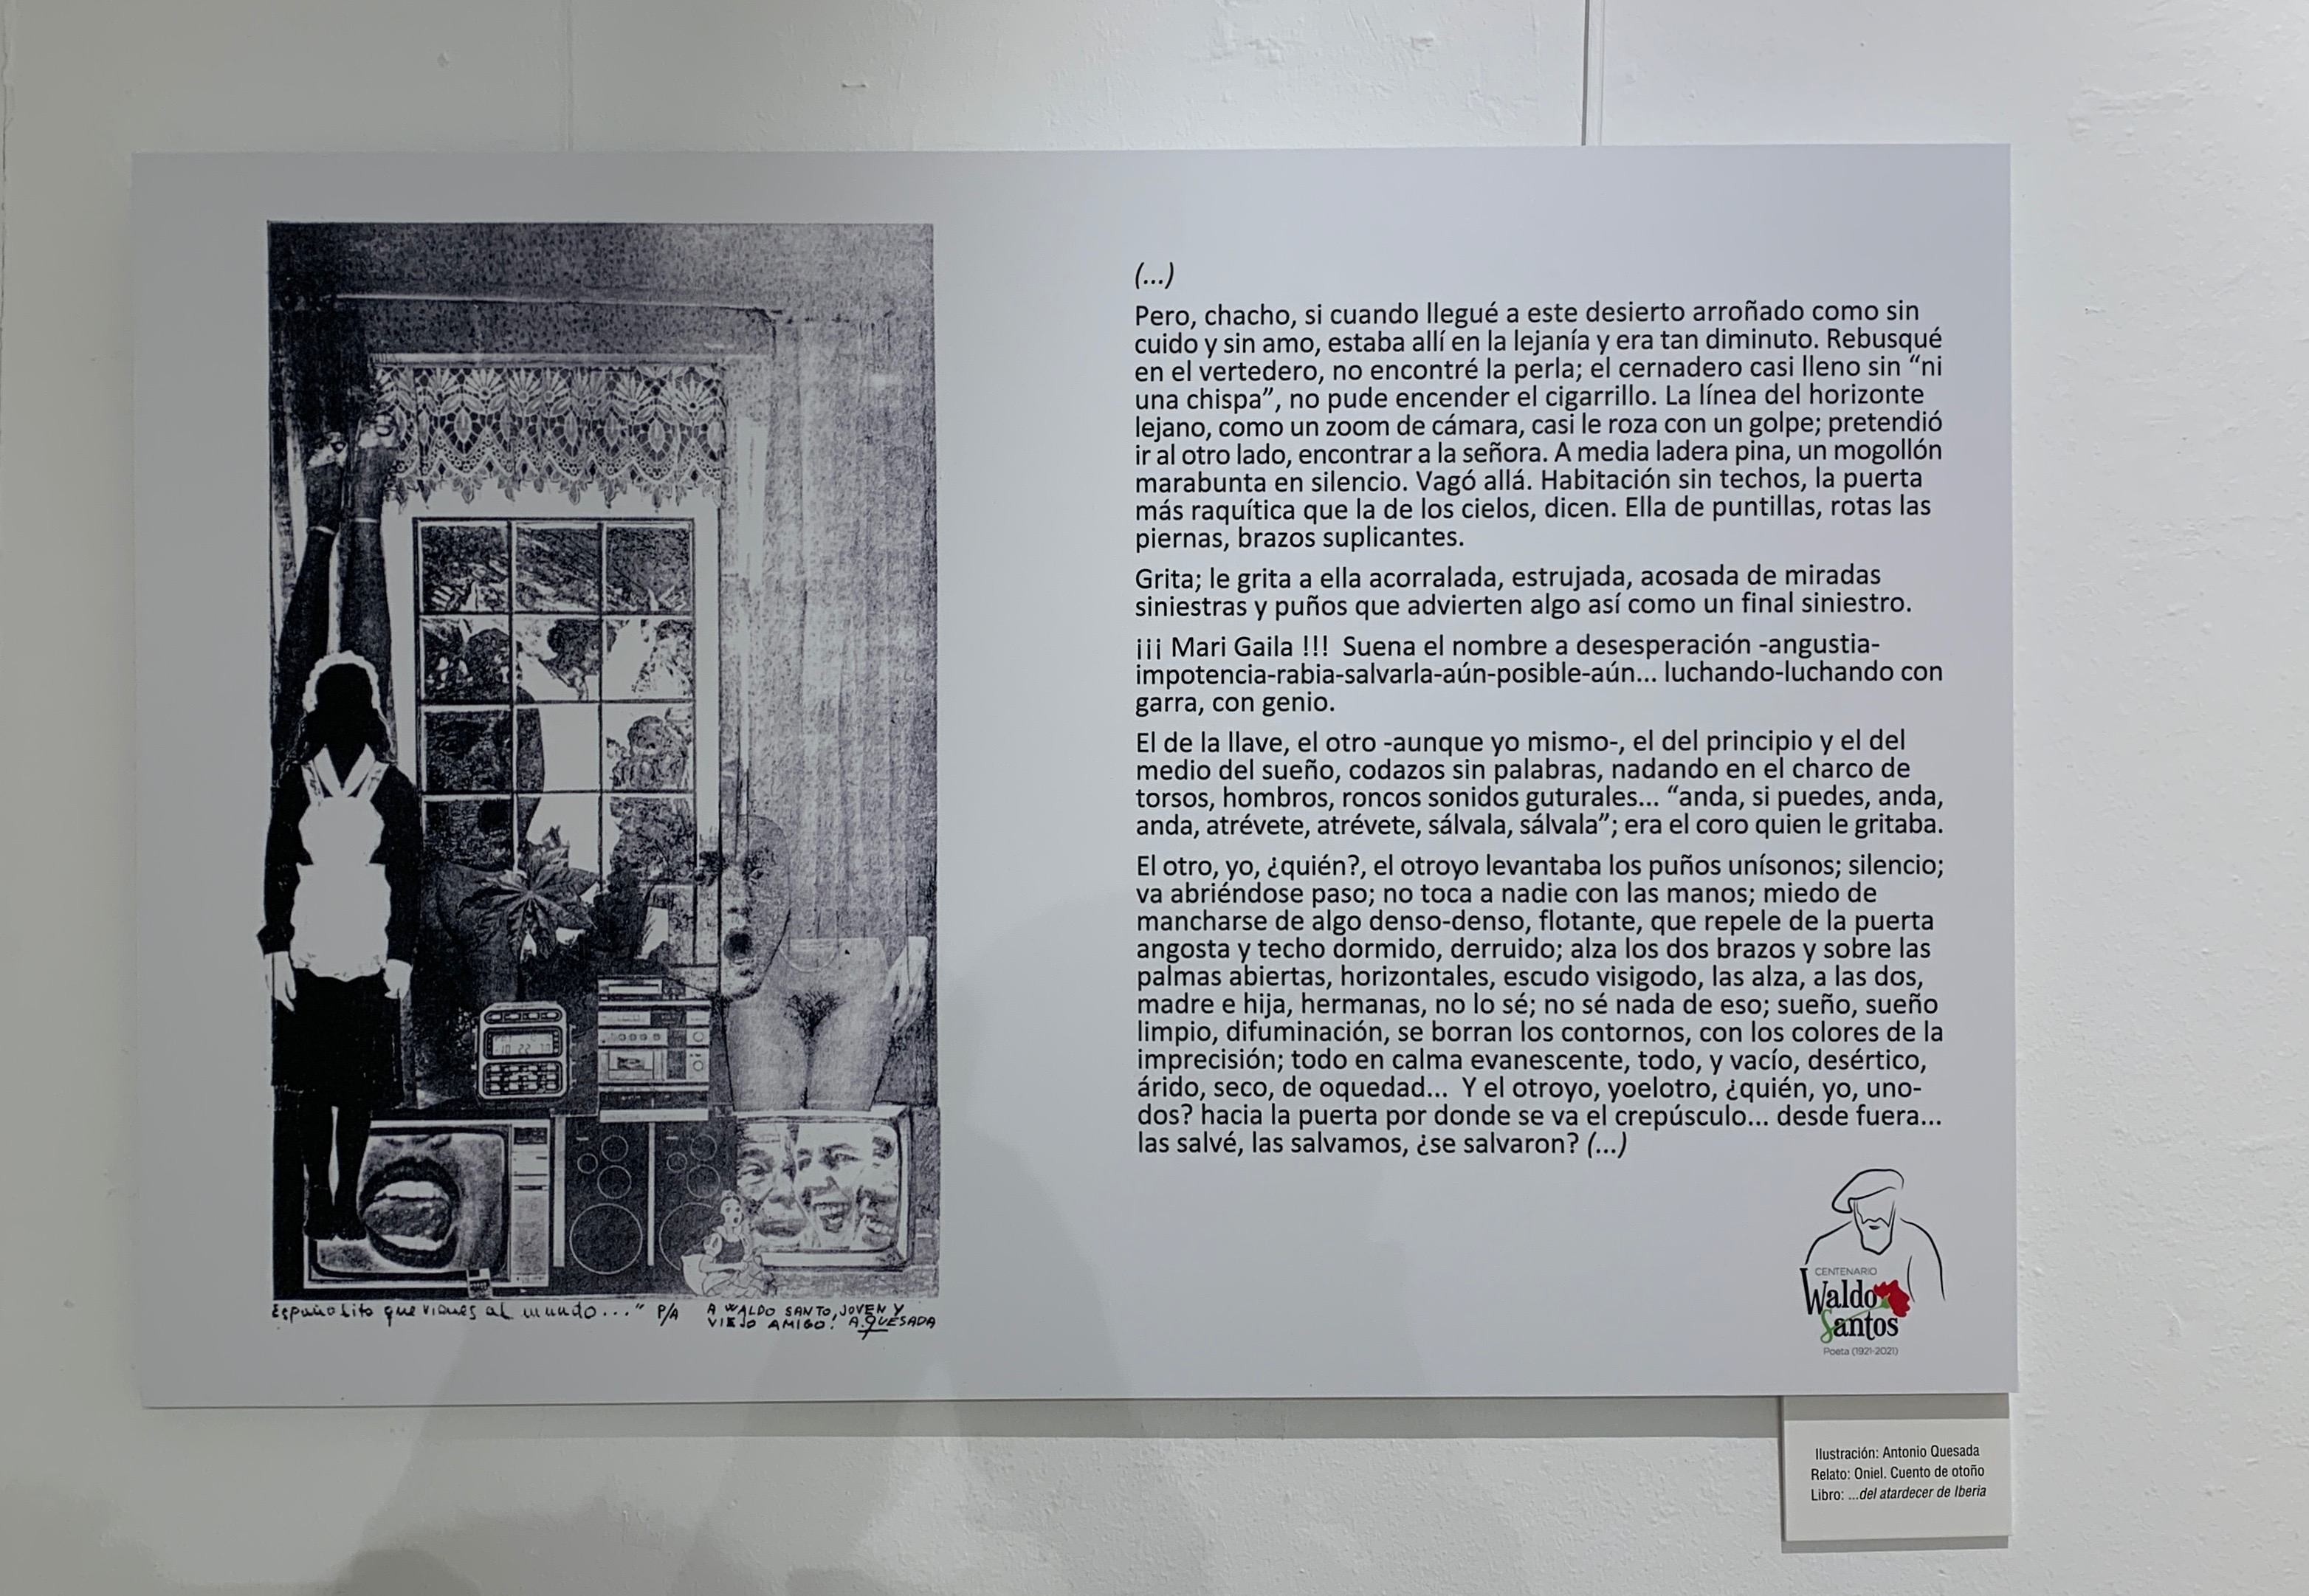 (...)
Pero, chacho, si cuando llegué a este desierto arroñado como sin
cuido y sin amo, estaba allí en la lejanía y era tan diminuto. Rebusqué
en el vertedero, no encontré la perla; el cernadero casi lleno sin “ni
una chispa”, no pude encender el cigarrillo. La línea del horizonte
lejano, como un zoom de cámara, casi le roza con un golpe; pretendió
ir al otro lado, encontrar a la señora. A media ladera pina, un mogollón
marabunta en silencio. Vagó allá. Habitación sin techos, la puerta
más raquítica que la de los cielos, dicen. Ella de puntillas, rotas las
piernas, brazos suplicantes.
Grita; le grita a ella acorralada, estrujada, acosada de miradas
siniestras y puños que advierten algo así como un final siniestro.
¡¡¡ Mari Gaila !!! Suena el nombre a desesperación -angustia-
impotencia-rabia-salvarla-aún-posible-aún... luchando-luchando con
garra, con genio.
El de la llave, el otro -aunque yo mismo-, el del principio y el del
medio del sueño, codazos sin palabras, nadando en el charco de
torsos, hombros, roncos sonidos guturales... “anda, si puedes, anda,
anda, atrévete, atrévete, sálvala, sálvala”; era el coro quien le gritaba.
El otro, yo, ¿quién?, el otroyo levantaba los puños unísonos; silencio;
va abriéndose paso; no toca a nadie con las manos; miedo de
mancharse de algo denso-denso, flotante, que repele de la puerta
angosta y techo dormido, derruido; alza los dos brazos y sobre las
palmas abiertas, horizontales, escudo visigodo, las alza, a las dos,
madre e hija, hermanas, no lo sé; no sé nada de eso; sueño, sueño
limpio, difuminación, se borran los contornos, con los colores de la
imprecisión; todo en calma evanescente, todo, y vacío, desértico,
árido, seco, de oquedad... Y el otroyo, yoelotro, ¿quién, yo, uno-
dos? hacia la puerta por donde se va el crepúsculo... desde fuera...
las salvé, las salvamos, ¿se salvaron? (...)
Españolito que vienes al mundo..." P/A
A WALDO SANTO, JOVEN Y
VIEJO AMIGO! A.QUESADA
CENTENARIO
Waldo
Santos
Poeta (1921-2021)
Ilustración: Antonio Quesada
Relato: Oniel. Cuento de otoño
Libro: ...del atardecer de Iberia